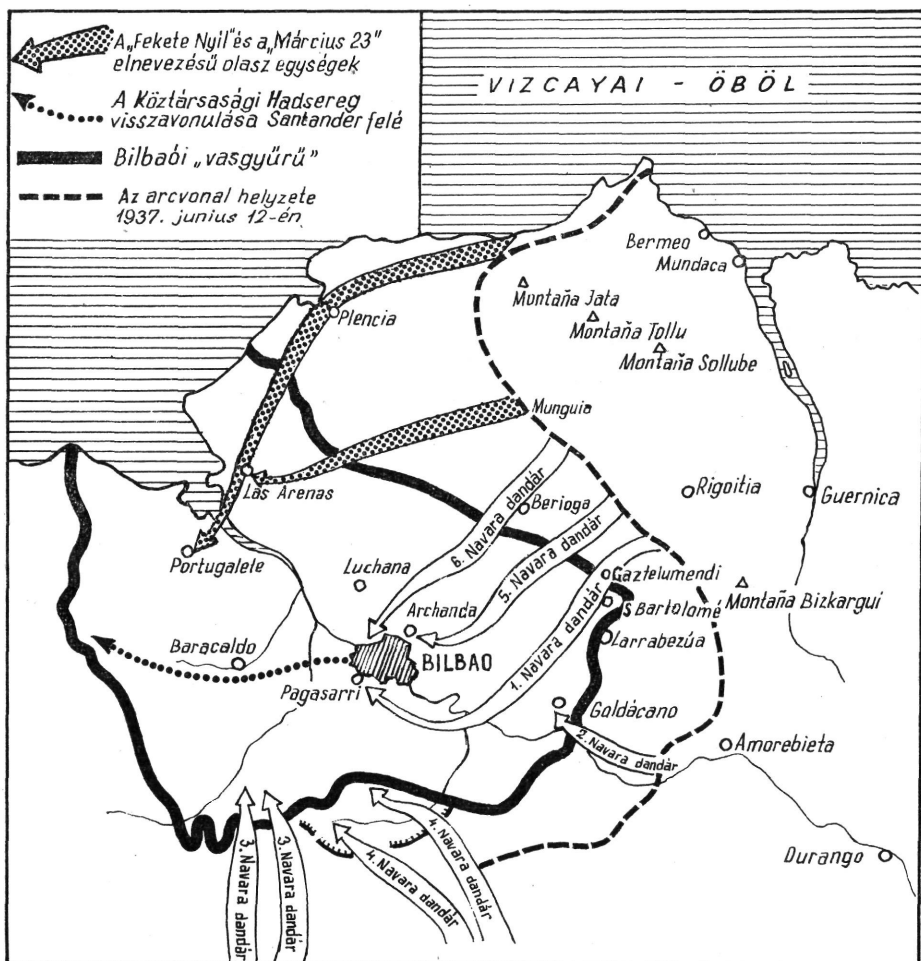 A „Fekete Nyil" és a „Március 23"
elnevezésű olasz egységek
A Köztársasági Hadsereg
visszavonulása Santander felé
Bilbaói „vasgyűrű"
Az arcvonal helyzete
1937. junius 12-én
VIZCAYAI - ÖBÖL
Bermeo
Mundaca
Montaña Jata
Montaña Tollu
Montaña Sollube
Plencia
Munguia
Las Arenas
Berioga
Rigoitia
Guernica
Portugalele
Luchana
6. Navara dandár
5. Navara dandár
Gaztelumendi
S Bartolomé
Montaña Bizkargui
Archanda
Larrabezúa
1. Navara dandár
Baracaldo
BILBAO
Pagasarri
Goldácano
2. Navara dandár
Amorebieta
3. Navara dandár
3. Navara dandár
4. Navara dandár
4. Navara dandár
Durango